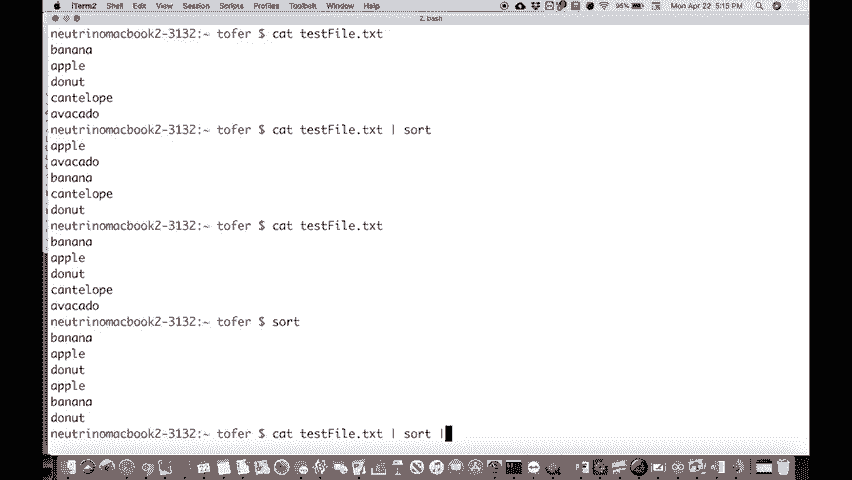 iTerm2 Shell Edit View Session Scripts Profiles Toolbelt Window Help 95% Mon Apr 22 5:15 PM
2. bash
neutrinomacbook2-3132:~ tofer $ cat testFile.txt
banana
apple
donut
cantelope
avacado
neutrinomacbook2-3132:~ tofer $ cat testFile.txt | sort
apple
avacado
banana
cantelope
donut
neutrinomacbook2-3132:~ tofer $ cat testFile.txt
banana
apple
donut
cantelope
avacado
neutrinomacbook2-3132:~ tofer $ sort
banana
apple
donut
apple
banana
donut
neutrinomacbook2-3132:~ tofer $ cat testFile.txt | sort |